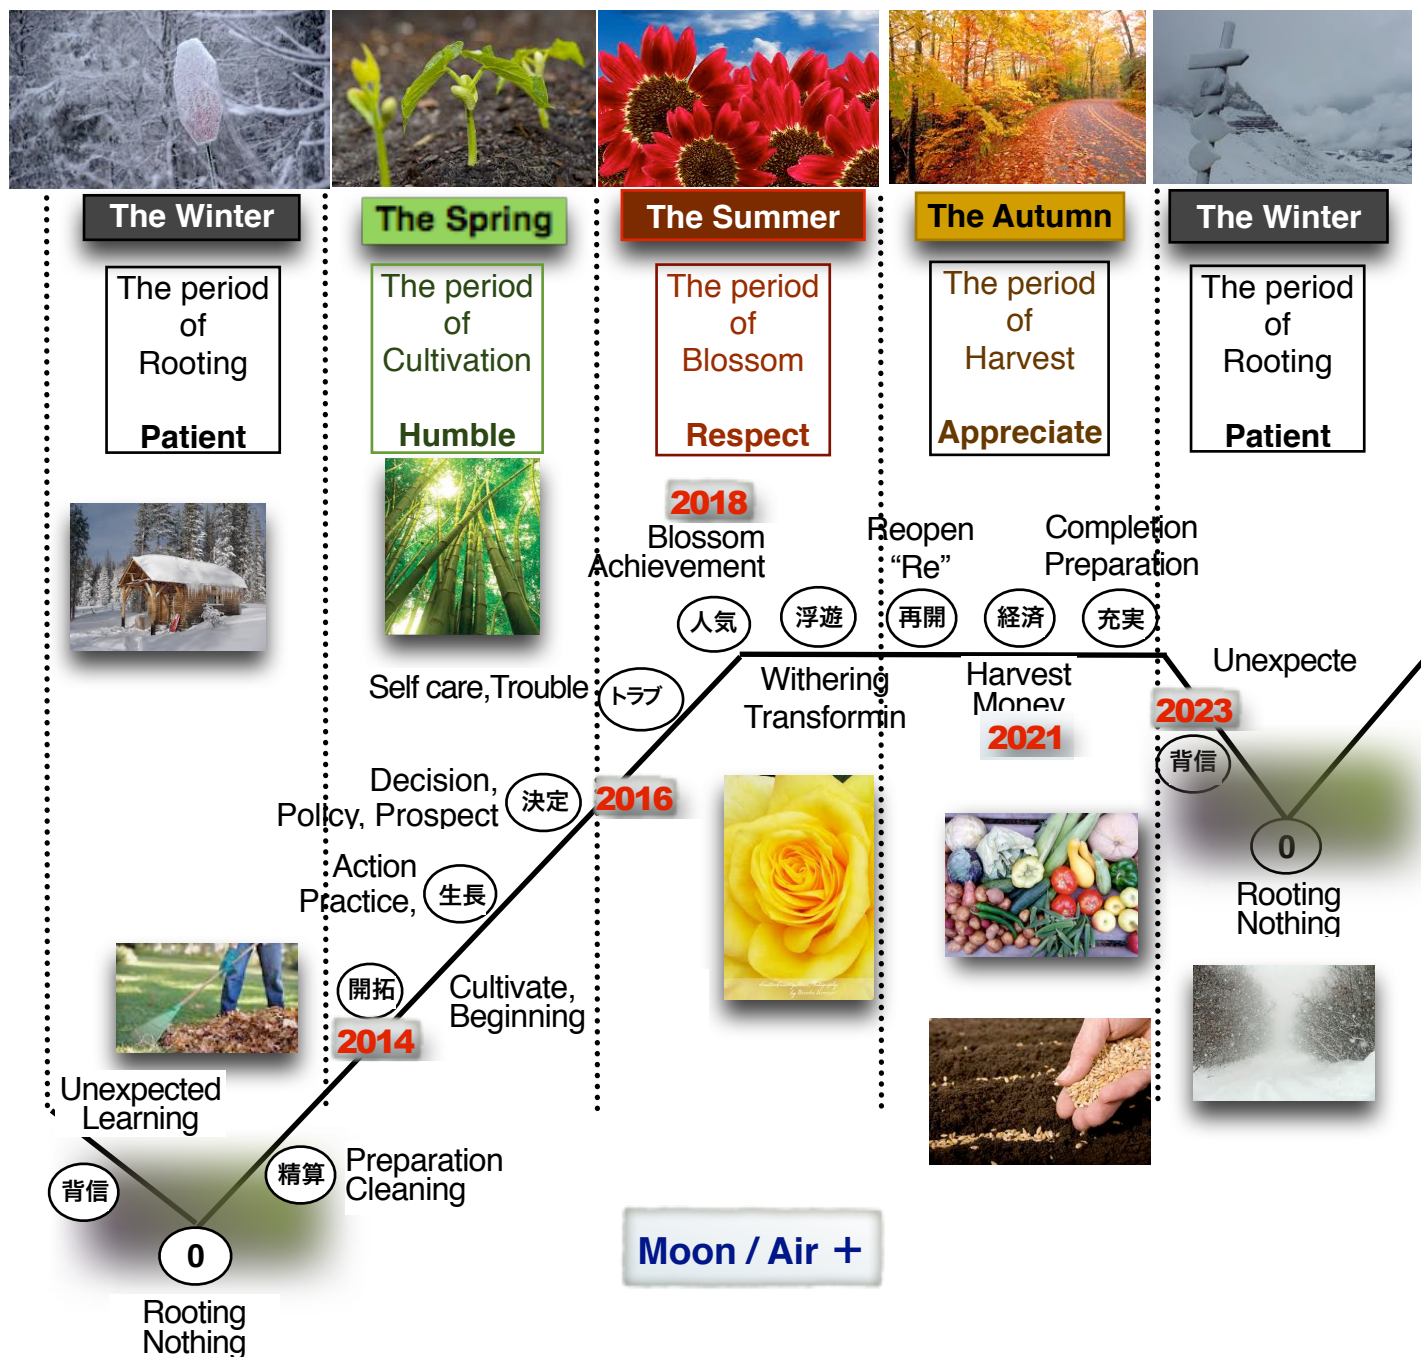 The Winter
The Spring
The Summer
The Autumn
The Winter
The period
of
Rooting
Patient
The period
of
Cultivation
Humble
The period
of
Blossom
Respect
The period
of
Harvest
Appreciate
The period
of
Rooting
Patient
2018
Blossom
Achievement
Reopen
“Re”
Completion
Preparation
人気
浮遊
再開
経済
充実
Self care,Trouble
トラブ
Withering
Transformin
Harvest
Money
2021
Unexpecte
2023
背信
0
Rooting
Nothing
Decision,
Policy, Prospect
決定
2016
Action
Practice,
生長
開拓
2014
Cultivate,
Beginning
Unexpected
Learning
背信
精算
Preparation
Cleaning
0
Rooting
Nothing
Moon / Air ＋